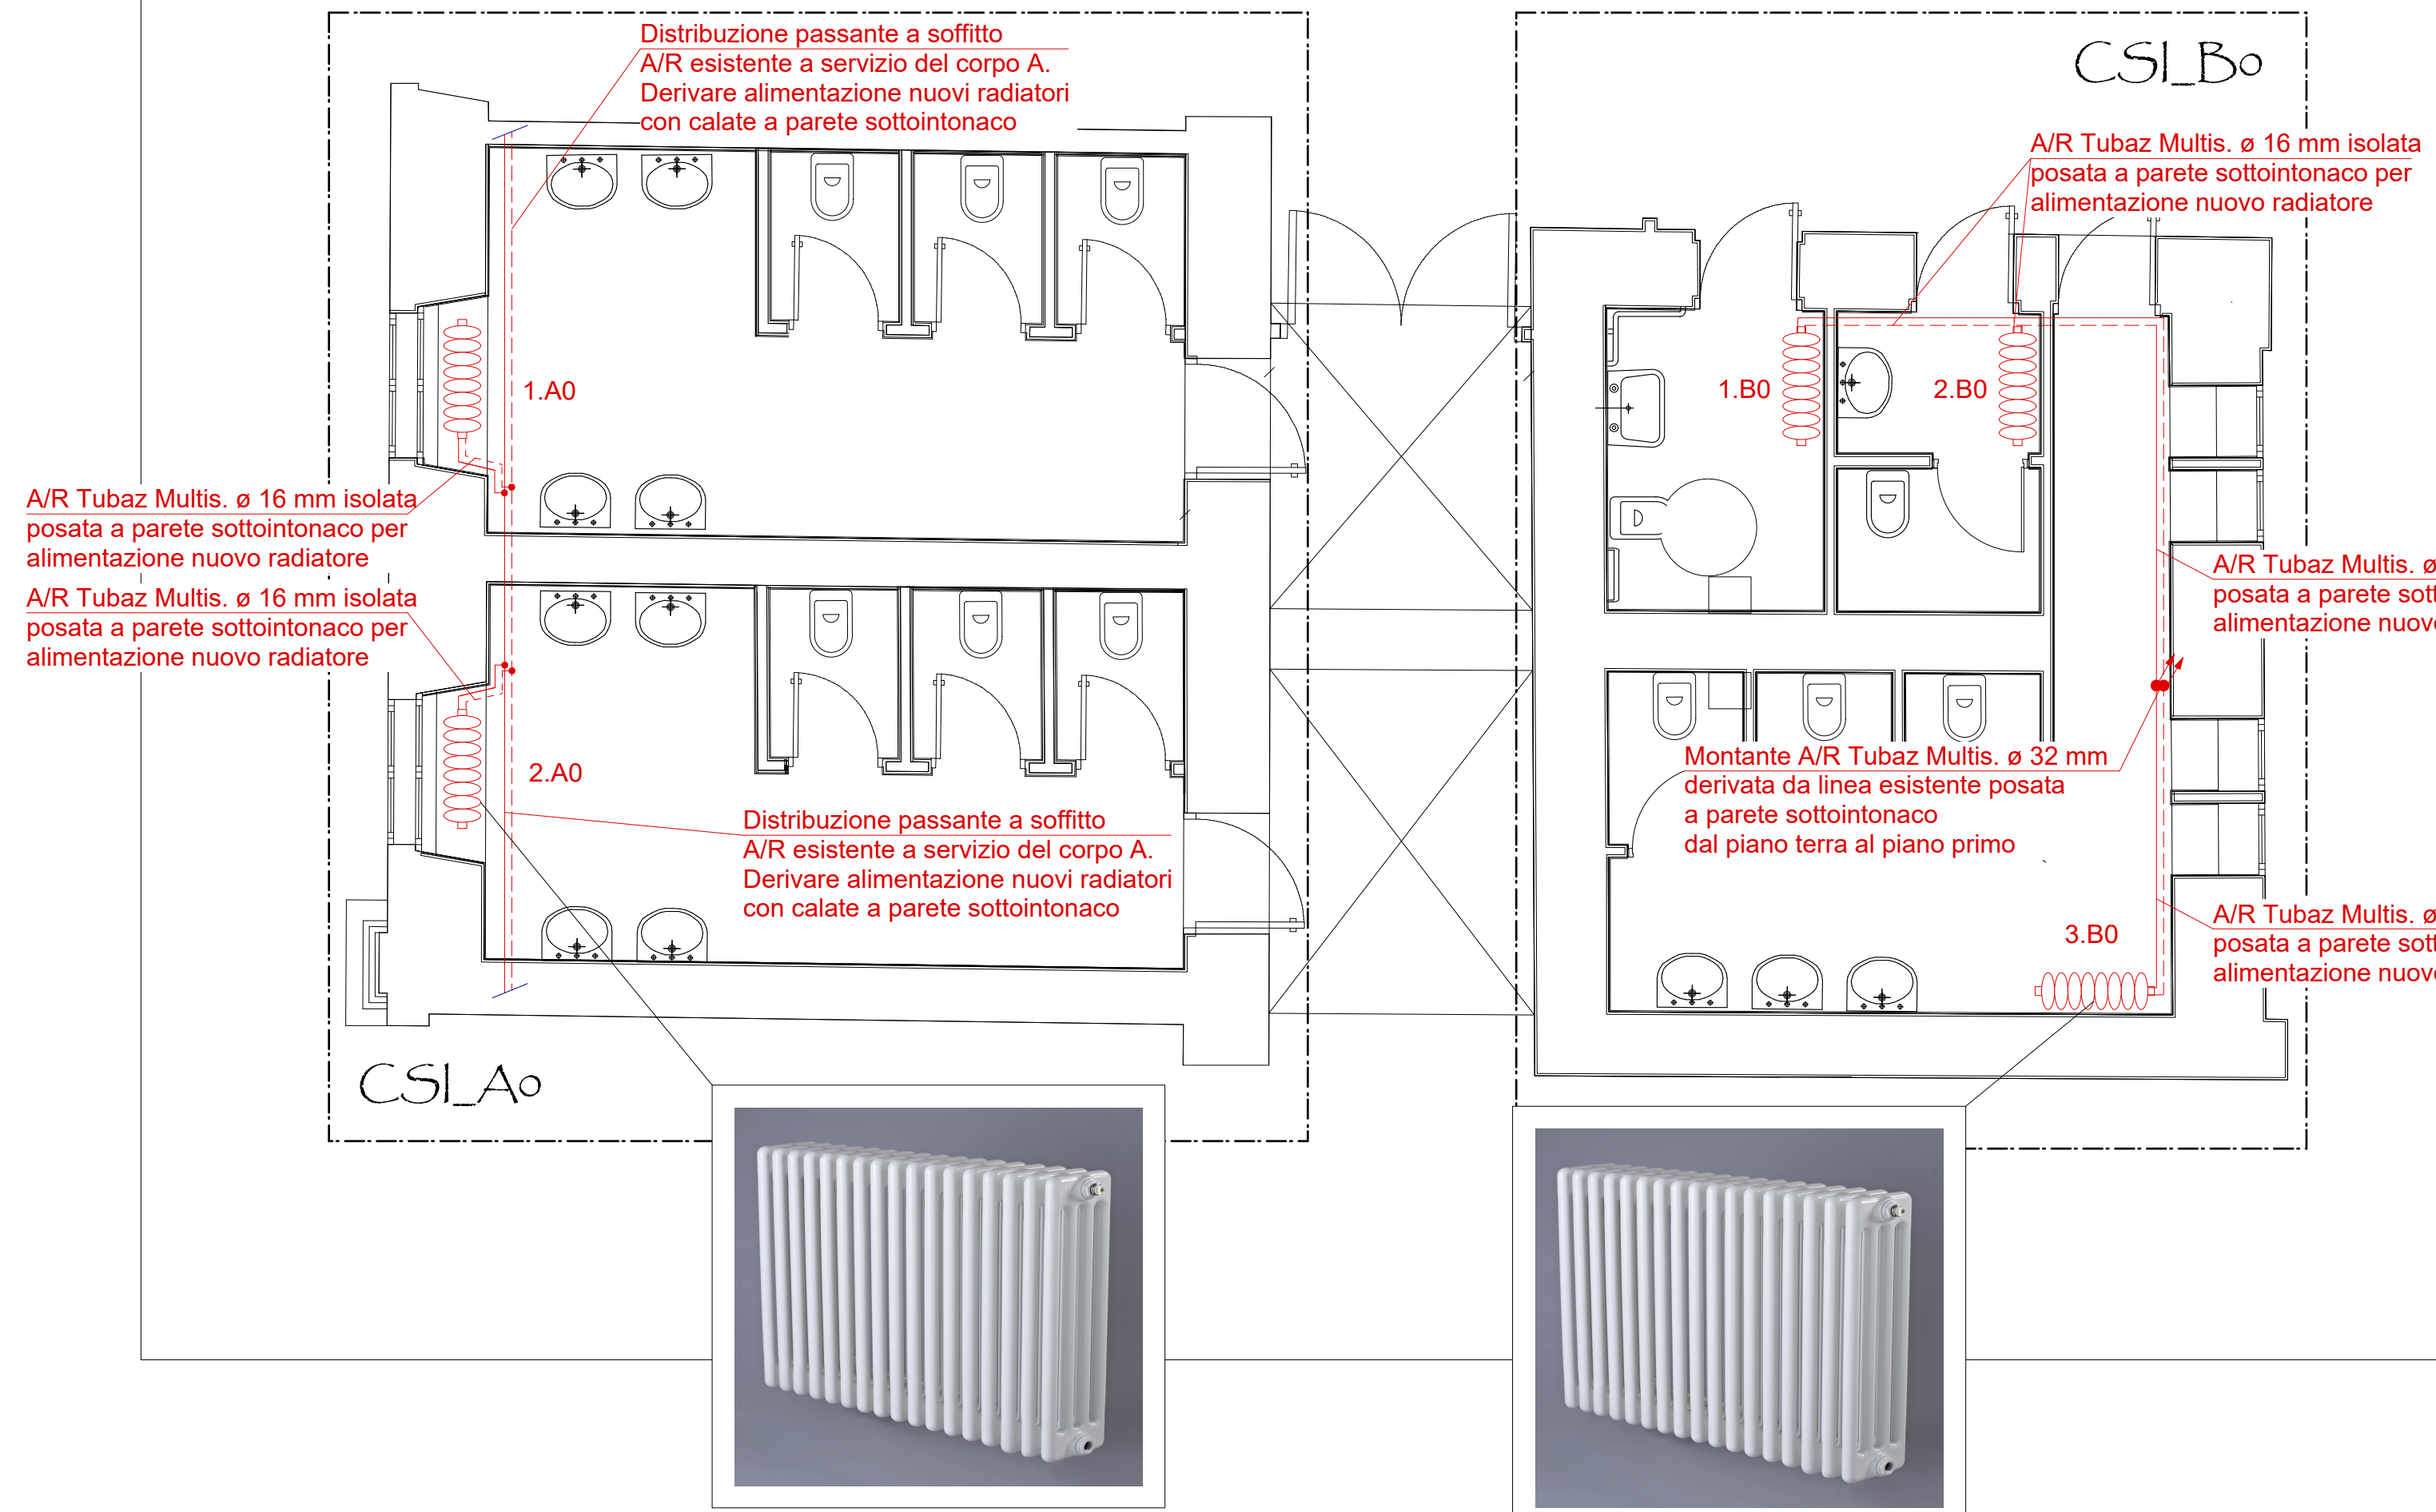 Distribuzione passante a soffitto
A/R esistente a servizio del corpo A.
Derivare alimentazione nuovi radiatori
con calate a parete sottointonaco
CSI_B0
A/R Tubaz Multis. ø 16 mm isolata
posata a parete sottointonaco per
alimentazione nuovo radiatore
1.A0
1.B0
2.B0
A/R Tubaz Multis. ø 16 mm isolata
posata a parete sottointonaco per
alimentazione nuovo radiatore
A/R Tubaz Multis. ø 16 mm isolata
posata a parete sottointonaco per
alimentazione nuovo radiatore
A/R Tubaz Multis. ø
posata a parete
alimentazione
2.A0
Montante A/R Tubaz Multis. ø 32 mm
derivata da linea esistente posata
a parete sottointonaco
dal piano terra al piano primo
Distribuzione passante a soffitto
A/R esistente a servizio del corpo A.
Derivare alimentazione nuovi radiatori
con calate a parete sottointonaco
3.B0
A/R Tubaz Multis. ø
posata a parete
alimentazione
CSI_A0